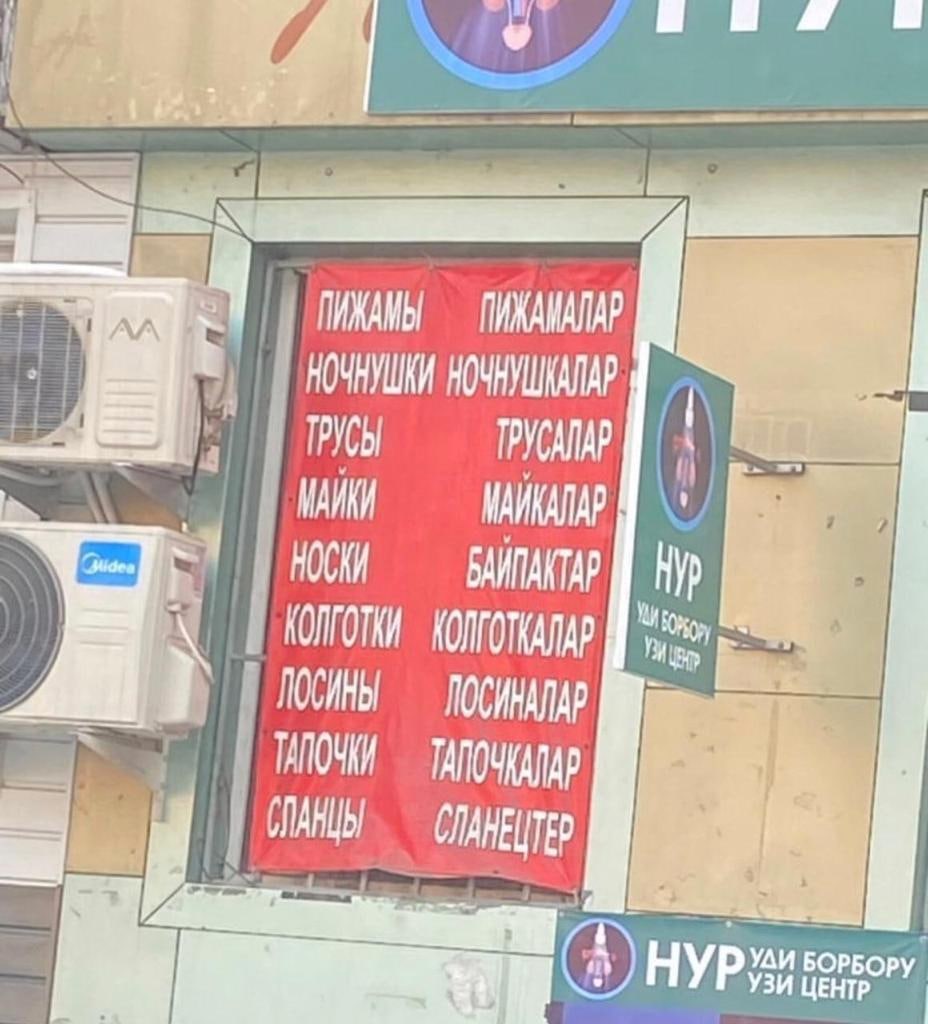 ПИЖАМЫ ПИЖАМАЛАР
НОЧНУШКИ НОЧНУШКАЛАР
ТРУСЫ ТРУСАЛАР
МАЙКИ МАЙКАЛАР
НОСКИ БАЙПАКТАР
КОЛГОТКИ КОЛГОТКАЛАР
ЛОСИНЫ ЛОСИНАЛАР
ТАПОЧКИ ТАПОЧКАЛАР
СЛАНЦЫ СЛАНЕЦТЕР
Midea
НУР
УДИ БОРБОРУ
УЗИ ЦЕНТР
НУР УДИ БОРБОРУ
УЗИ ЦЕНТР